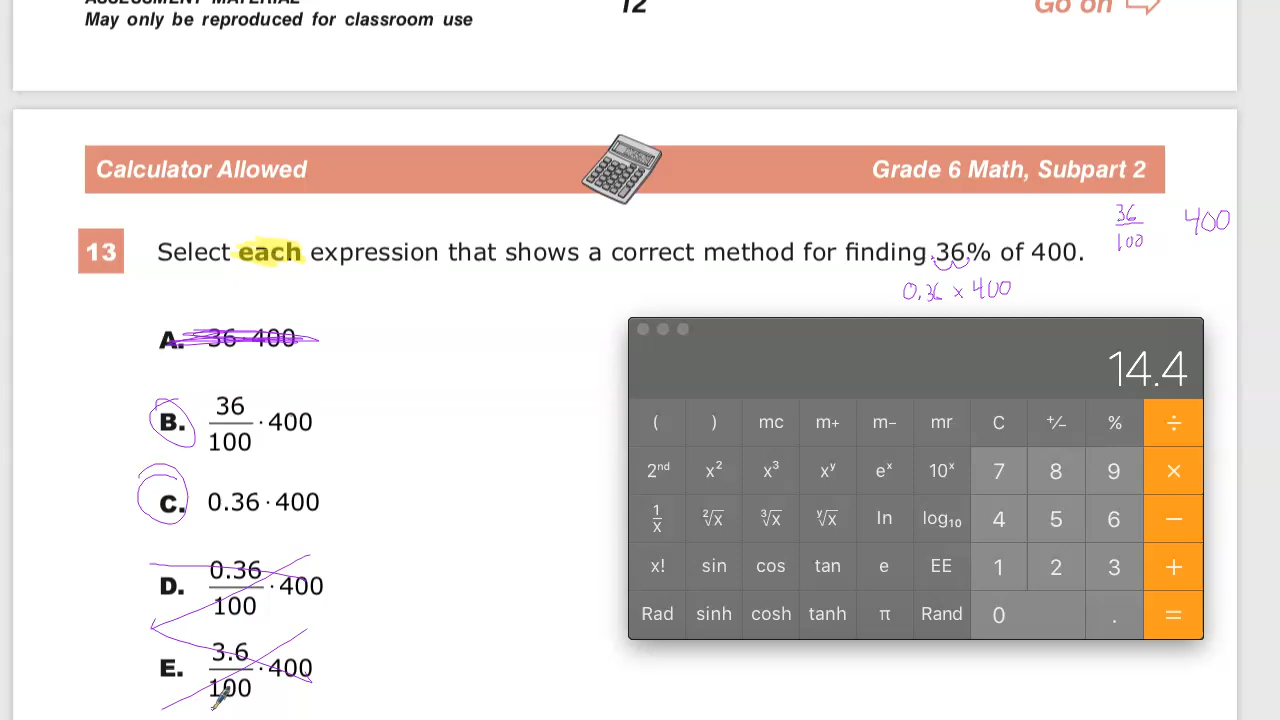 ASSESSMENT MATERIAL
May only be reproduced for classroom use
12
Go on
Calculator Allowed
Grade 6 Math, Subpart 2
36
100
400
13 Select each expression that shows a correct method for finding 36% of 400.
0.36 × 400
A. 36 · 400
B. 36/100 · 400
C. 0.36 · 400
D. 0.36/100 · 400
E. 3.6/100 · 400
14.4
( ) mc m+ m- mr C +/- % ÷
2nd x² x³ xʸ eˣ 10ˣ 7 8 9 ×
1/x ²√x ³√x ʸ√x ln log₁₀ 4 5 6 −
x! sin cos tan e EE 1 2 3 +
Rad sinh cosh tanh π Rand 0 . =